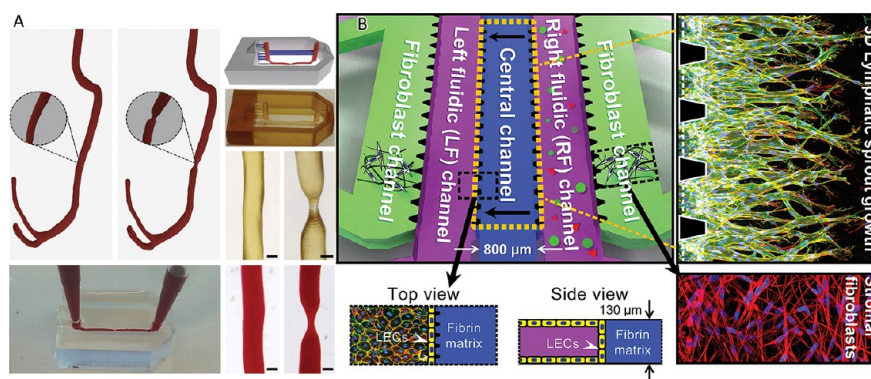 A
B
Fibroblast channel
Left fluidic (LF) channel
Central channel
Right fluidic (RF) channel
Fibroblast channel
800 µm
3D Lymphatic sprout growth
Top view
LECs
Fibrin
matrix
Side view
130 µm
LECs
Fibrin
matrix
Stromal
fibroblasts